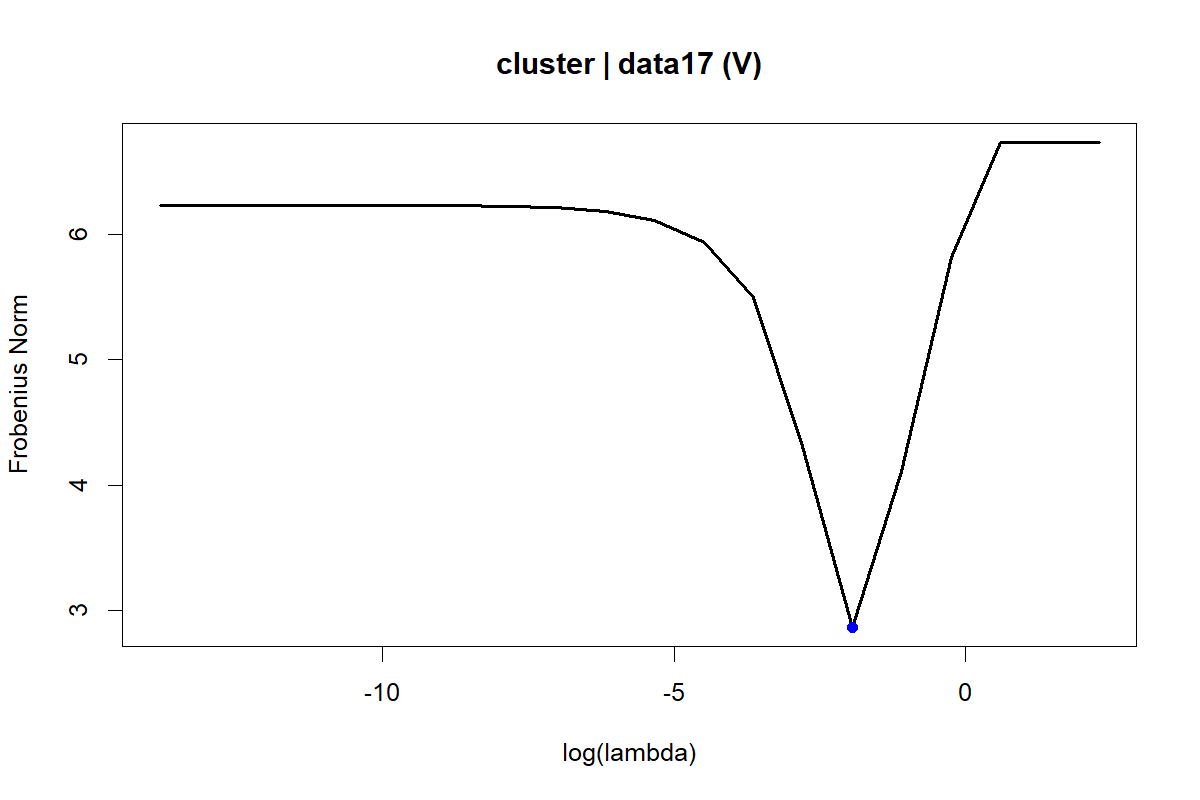 cluster | data17 (V)
Frobenius Norm
6
5
4
3
-10 -5 0
log(lambda)